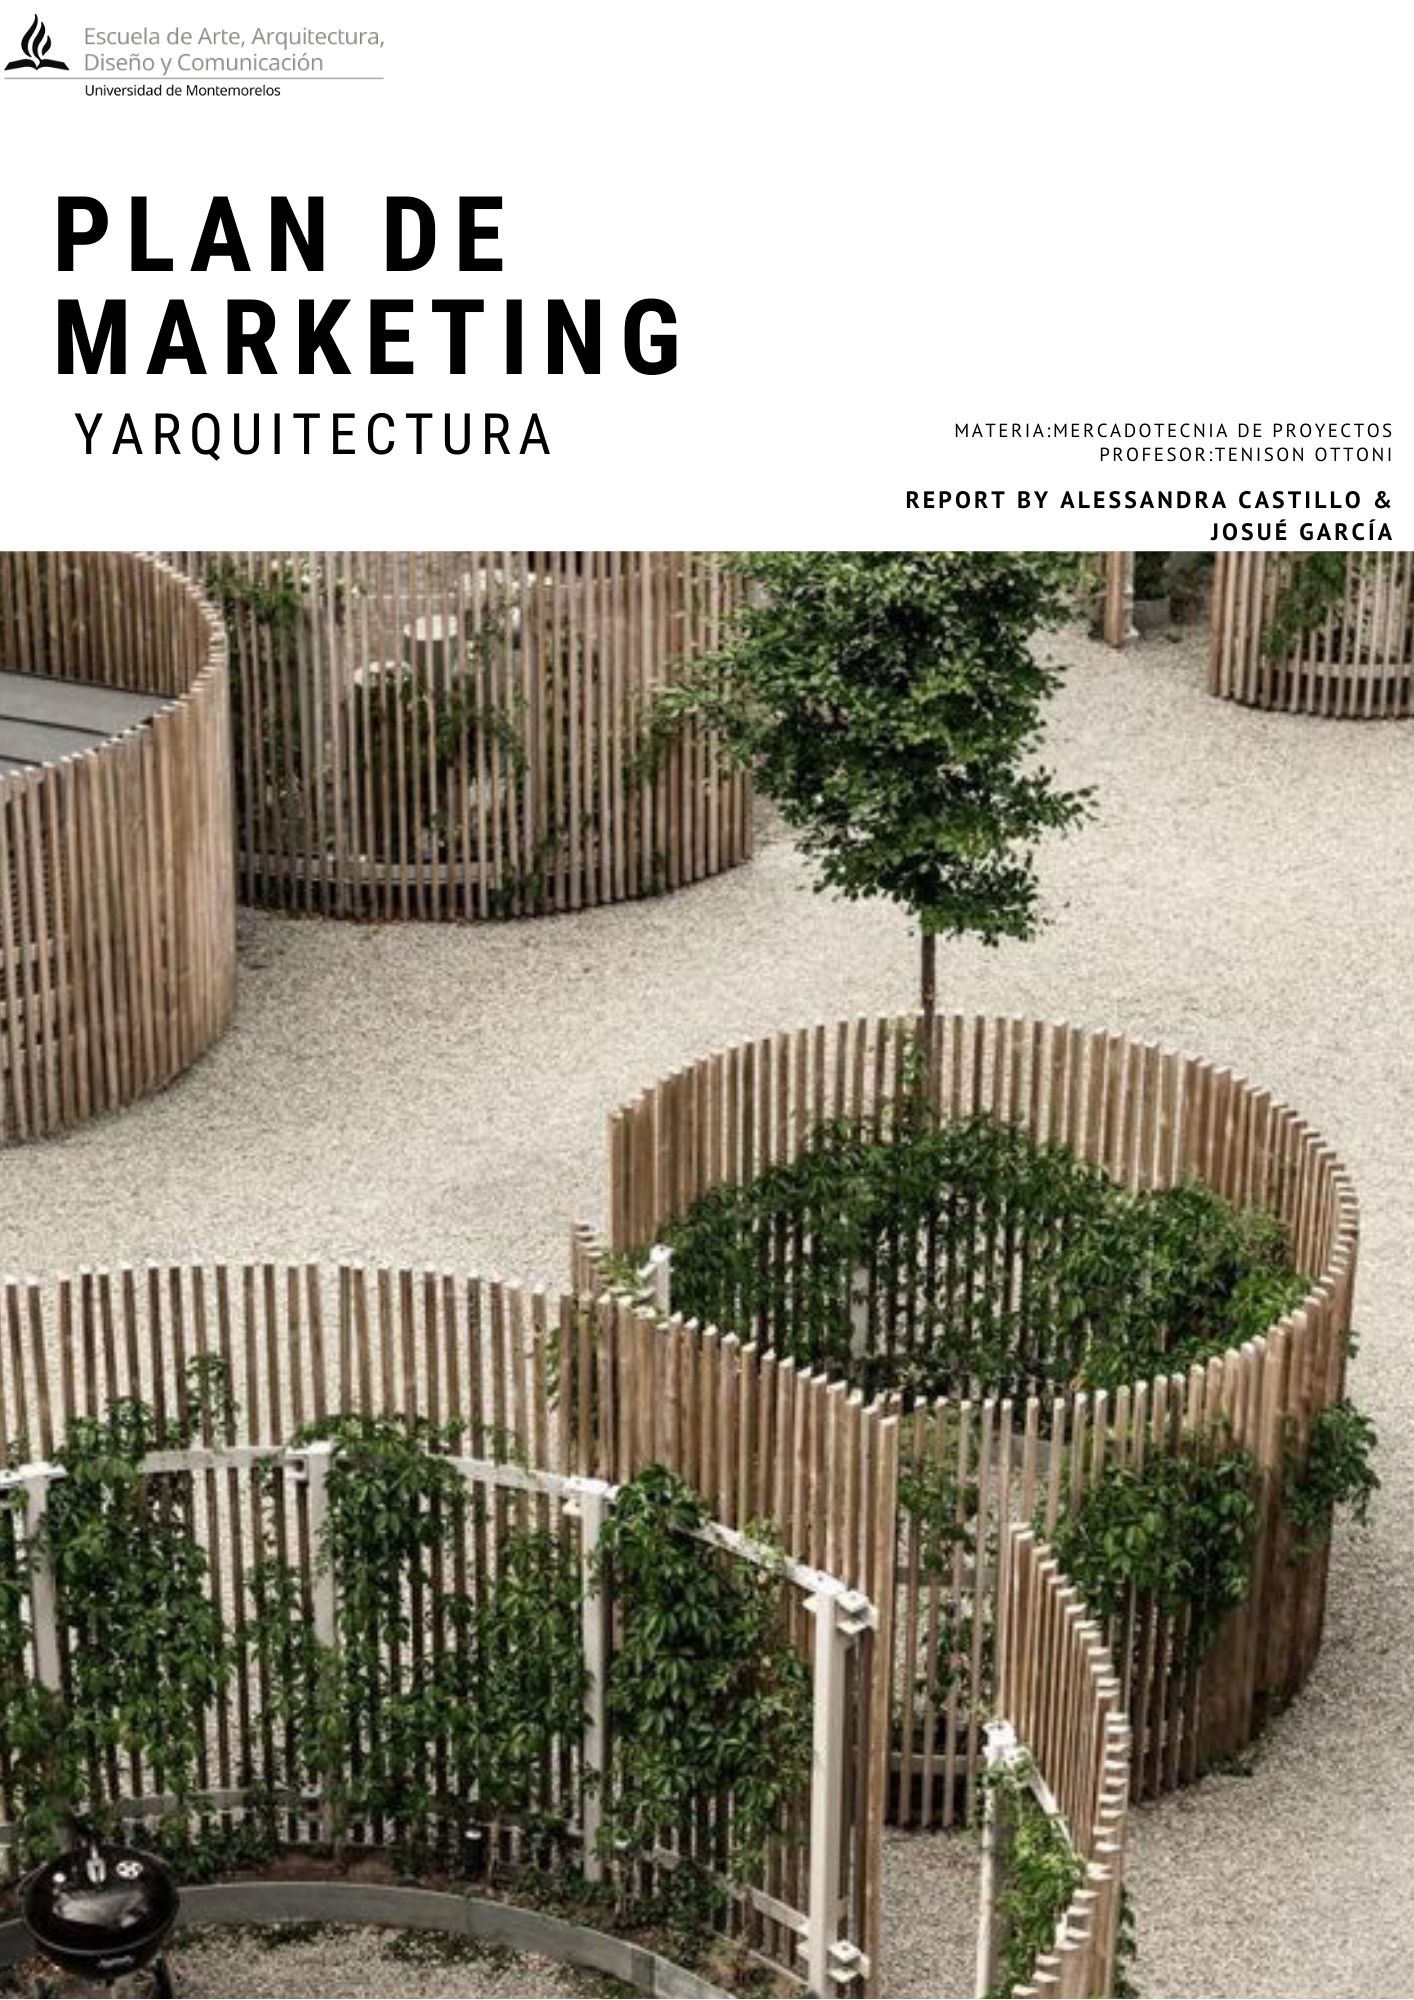 Escuela de Arte, Arquitectura,
Diseño y Comunicación
Universidad de Montemorelos
PLAN DE
MARKETING
YARQUITECTURA
MATERIA:MERCADOTECNIA DE PROYECTOS
PROFESOR:TENISON OTTONI
REPORT BY ALESSANDRA CASTILLO &
JOSUÉ GARCÍA